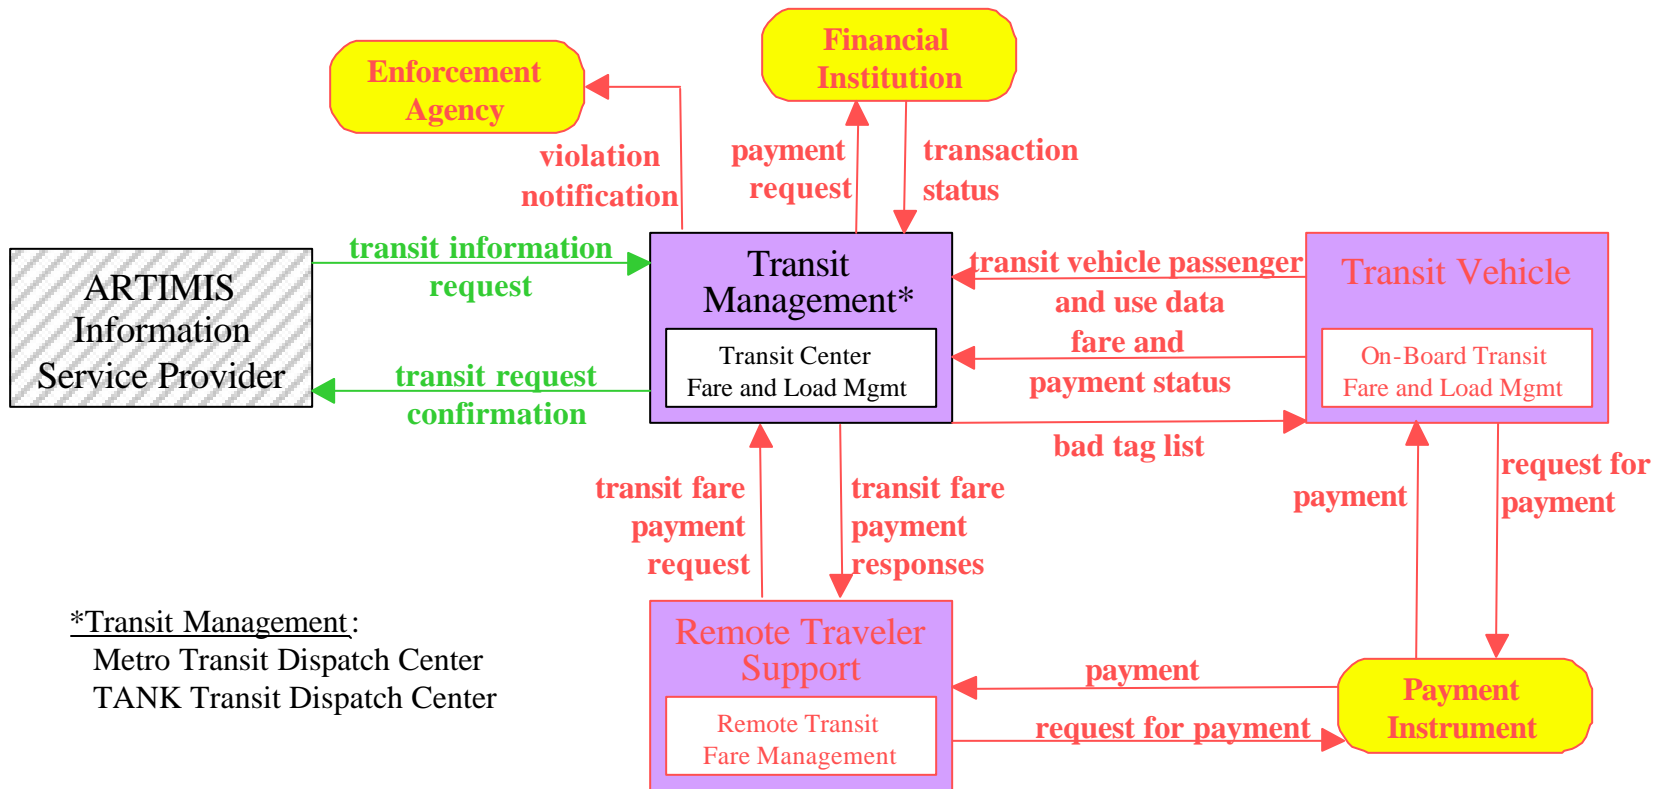 Financial
Institution
Enforcement
Agency
violation
notification
payment
request
transaction
status
ARTIMIS
Information
Service Provider
transit information
request
transit request
confirmation
Transit
Management*
Transit Center
Fare and Load Mgmt
transit vehicle passenger
and use data
fare and
payment status
bad tag list
Transit Vehicle
On-Board Transit
Fare and Load Mgmt
transit fare
payment
request
transit fare
payment
responses
payment
request for
payment
*Transit Management:
Metro Transit Dispatch Center
TANK Transit Dispatch Center
Remote Traveler
Support
Remote Transit
Fare Management
payment
request for payment
Payment
Instrument